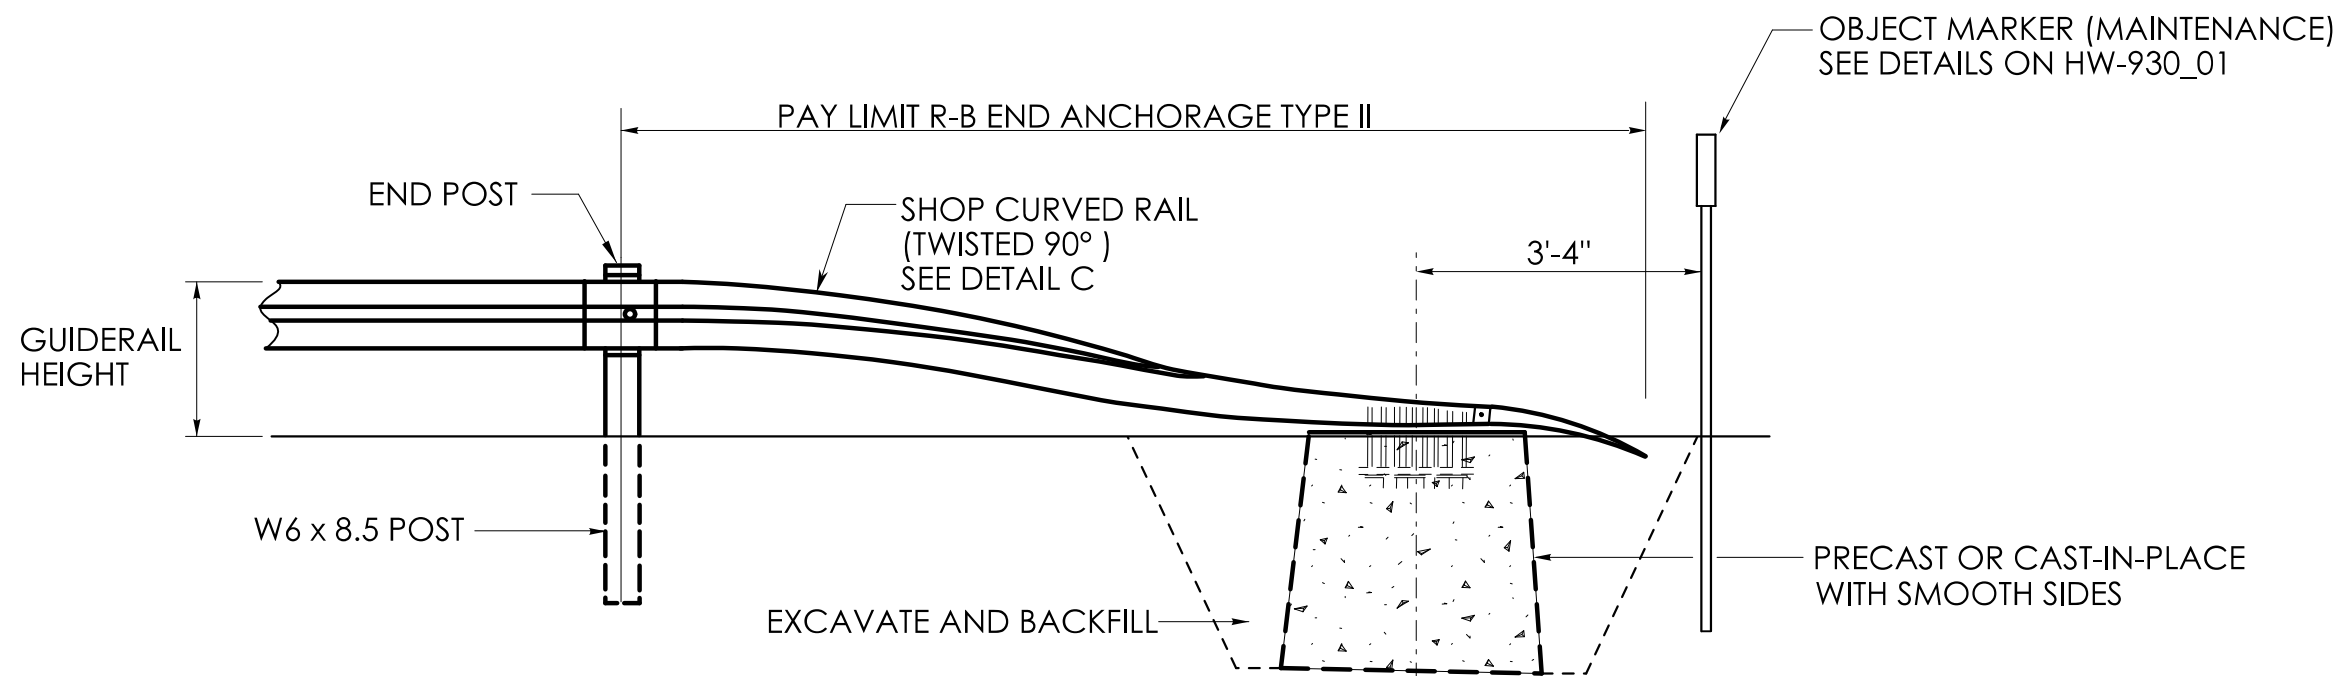 OBJECT MARKER (MAINTENANCE)
SEE DETAILS ON HW-930_01
PAY LIMIT R-B END ANCHORAGE TYPE II
END POST
SHOP CURVED RAIL
(TWISTED 90° )
SEE DETAIL C
3'-4"
GUIDERAIL
HEIGHT
W6 x 8.5 POST
PRECAST OR CAST-IN-PLACE
WITH SMOOTH SIDES
EXCAVATE AND BACKFILL